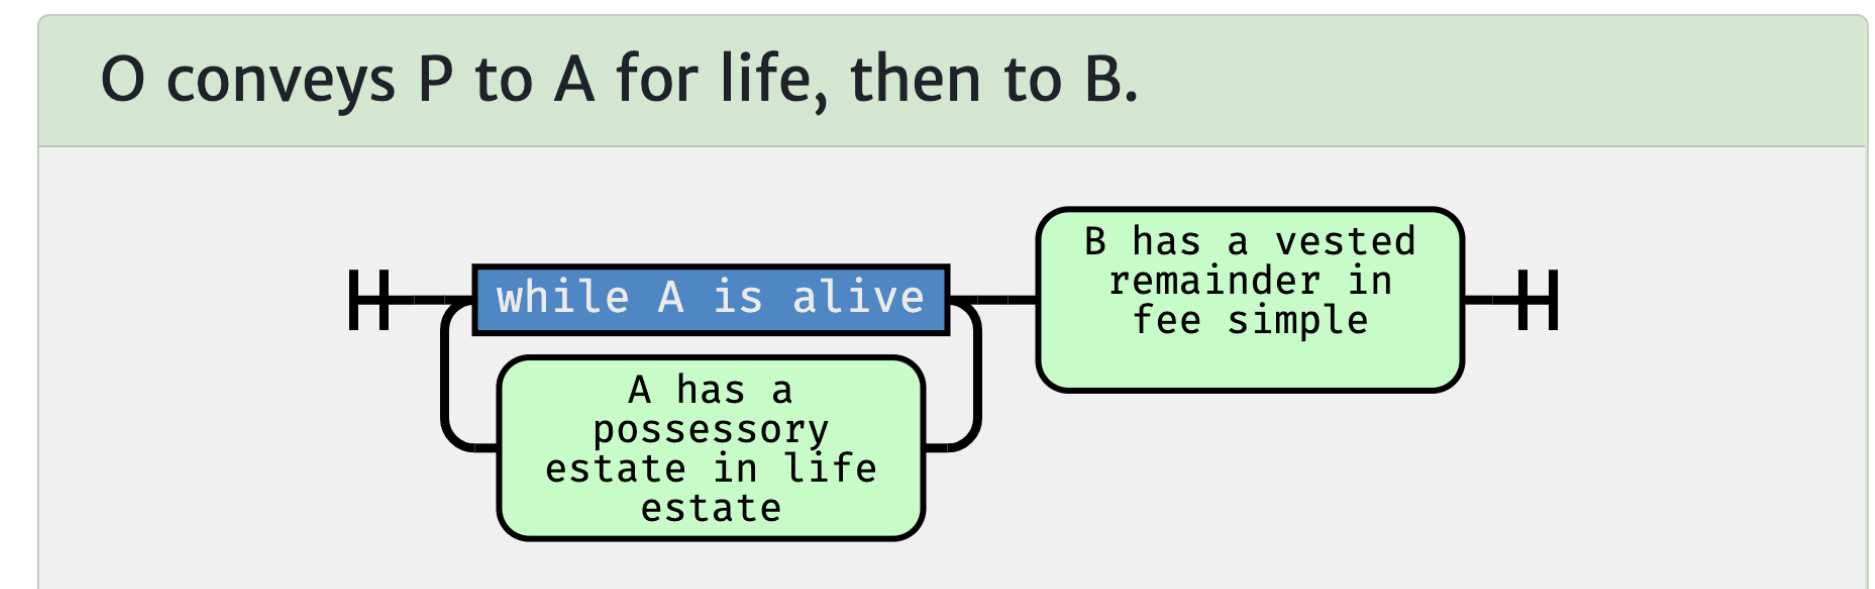 O conveys P to A for life, then to B.
while A is alive
A has a
possessory
estate in life
estate
B has a vested
remainder in
fee simple